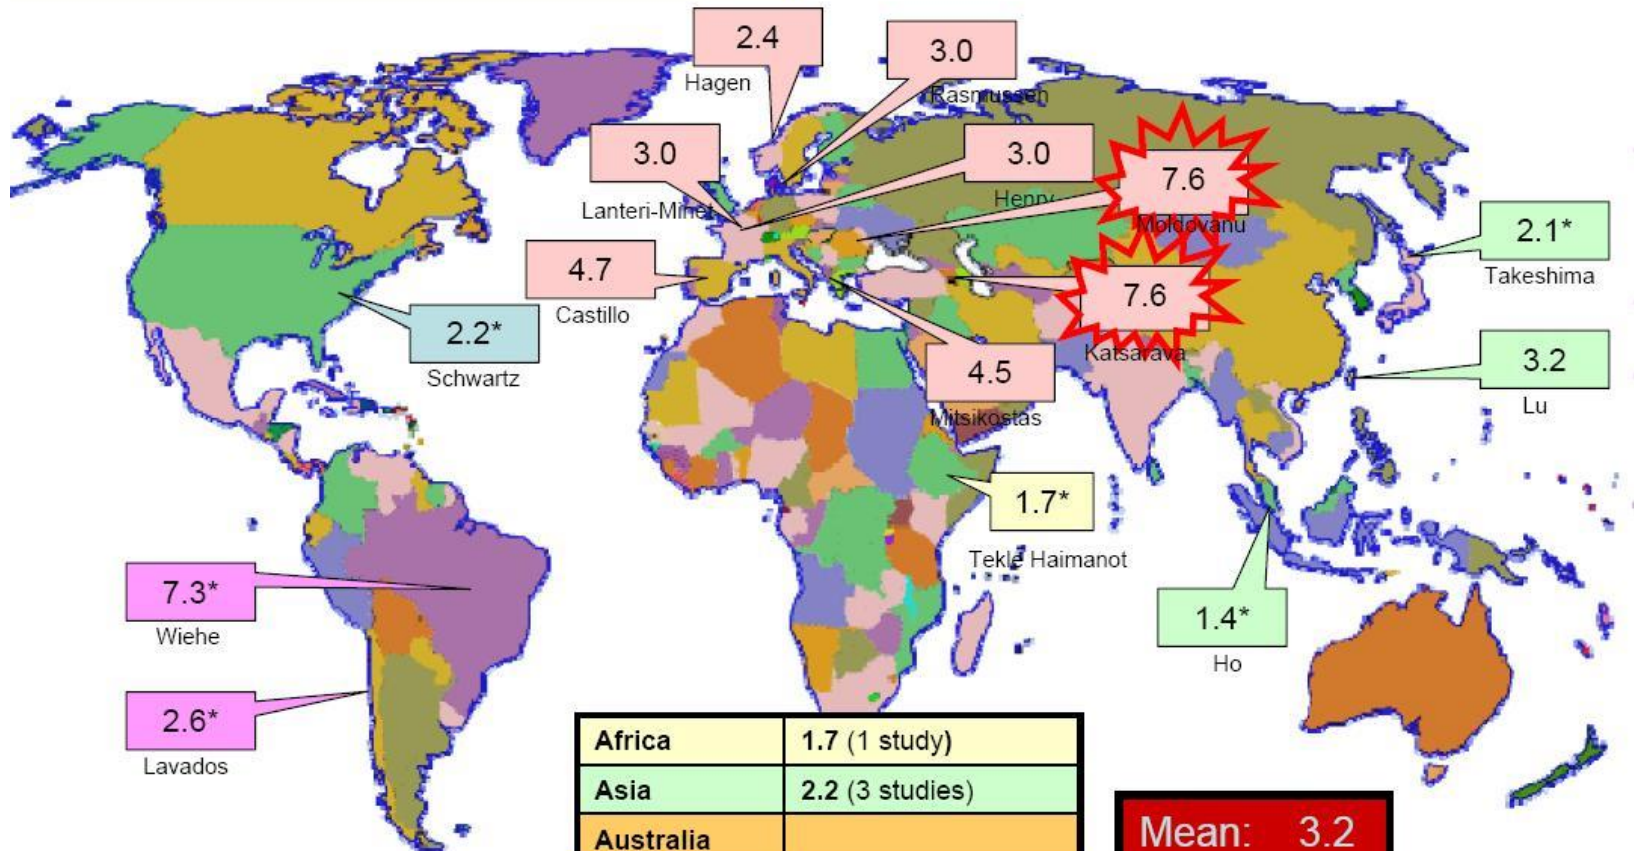 2.4
Hagen
3.0
Rasmussen
3.0
Lanteri-Minet
3.0
Henry
7.6
Moldovanu
2.1*
Takeshima
4.7
Castillo
7.6
Katsarava
2.2*
Schwartz
4.5
Mitsikostas
3.2
Lu
1.7*
Tekle Haimanot
7.3*
Wiehe
1.4*
Ho
2.6*
Lavados
Africa 1.7 (1 study)
Asia 2.2 (3 studies)
Australia
Mean: 3.2